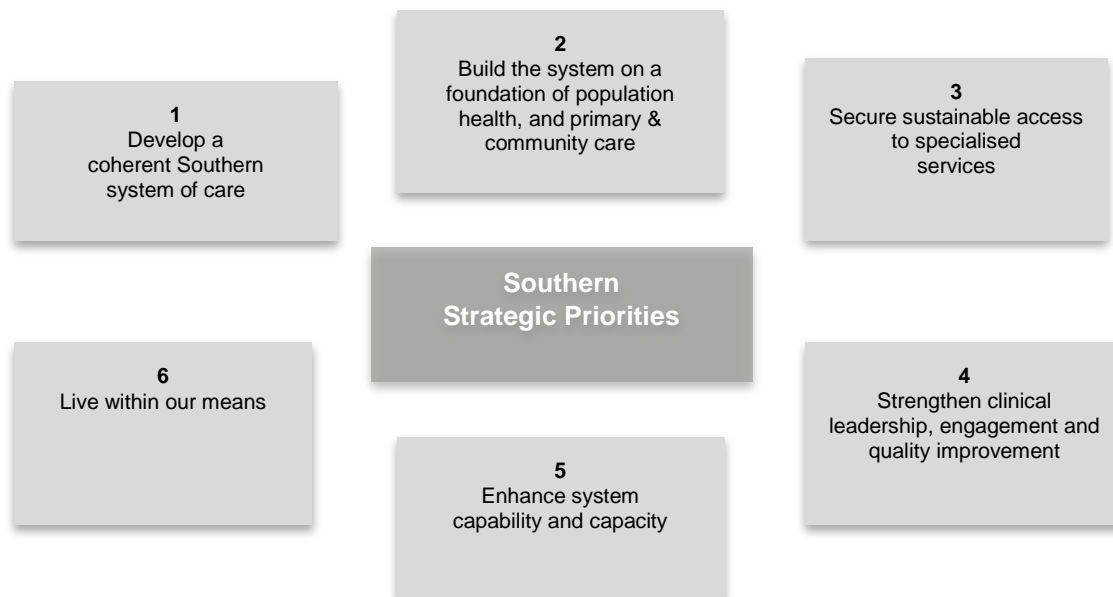 1
Develop a
coherent Southern
system of care
2
Build the system on a
foundation of population
health, and primary &
community care
3
Secure sustainable access
to specialised
services
Southern
Strategic Priorities
6
Live within our means
5
Enhance system
capability and capacity
4
Strengthen clinical
leadership, engagement and
quality improvement